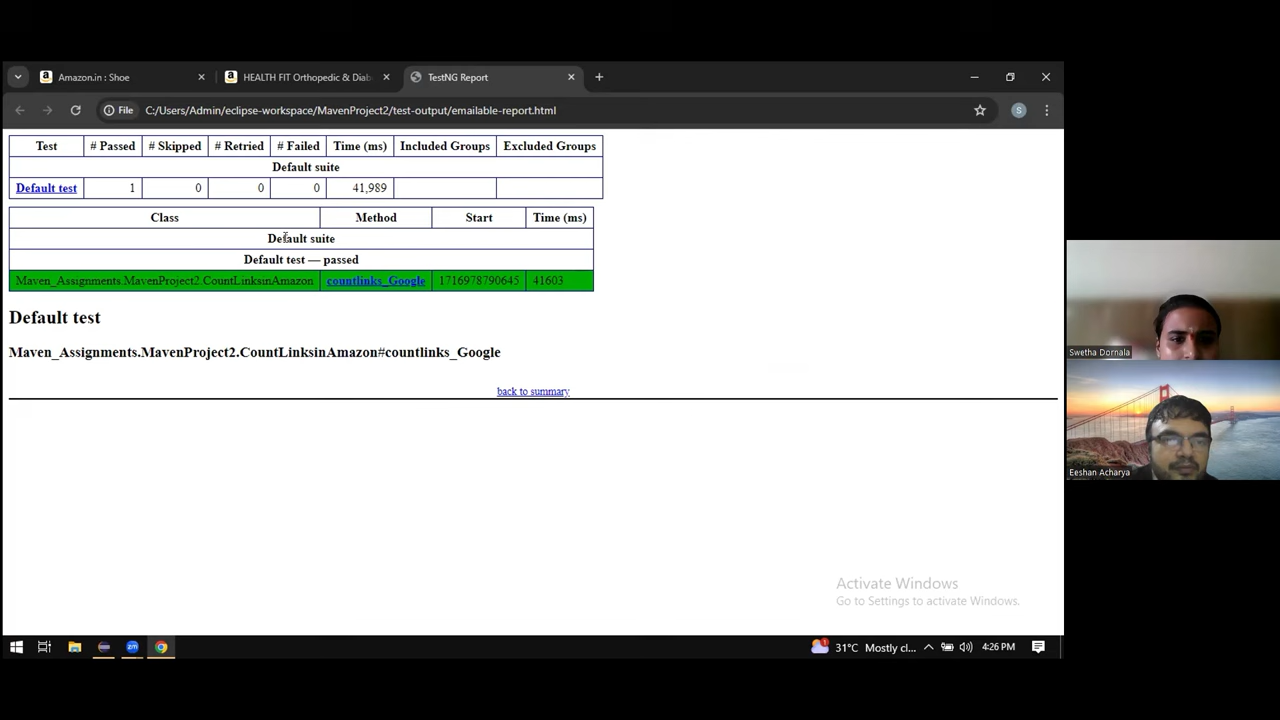 Amazon.in : Shoe
HEALTH FIT Orthopedic & Diab
TestNG Report
File C:/Users/Admin/eclipse-workspace/MavenProject2/test-output/emailable-report.html
S
Test # Passed # Skipped # Retried # Failed Time (ms) Included Groups Excluded Groups
Default suite
Default test 1 0 0 0 41,989
Class Method Start Time (ms)
Default suite
Default test — passed
Maven_Assignments.MavenProject2.CountLinksinAmazon countlinks_Google 1716978790645 41603
Default test
Maven_Assignments.MavenProject2.CountLinksinAmazon#countlinks_Google
back to summary
Swetha Dornala
Eeshan Acharya
Activate Windows
Go to Settings to activate Windows.
zm
1
31°C Mostly cl... 4:26 PM